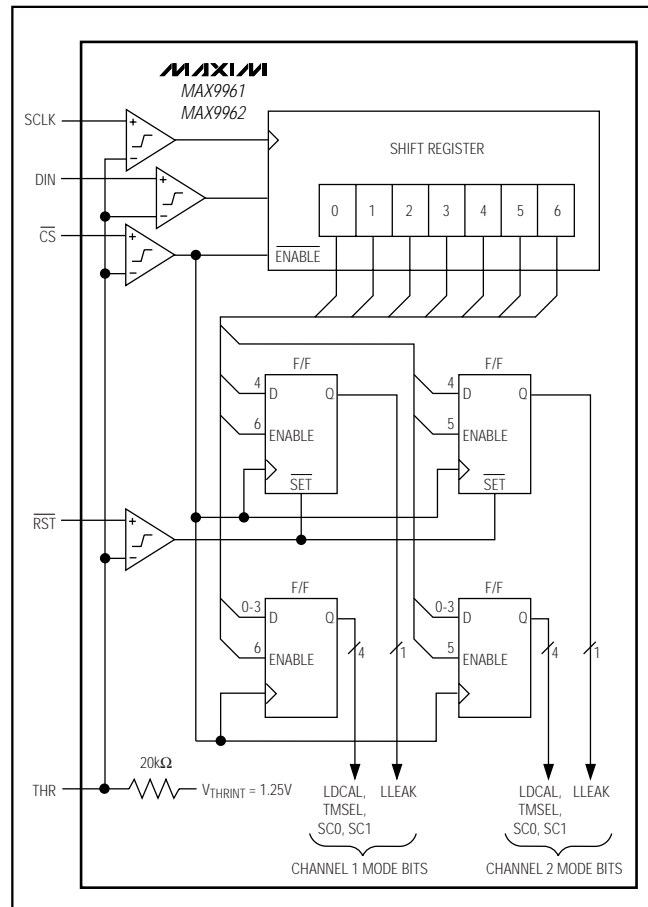 MAXIM
MAX9961
MAX9962
SCLK
DIN
CS
RST
THR
SHIFT REGISTER
0 1 2 3 4 5 6
ENABLE
F/F
4 D Q
6 ENABLE
SET
F/F
4 D Q
5 ENABLE
SET
F/F
0-3 D Q
6 ENABLE
4 1
F/F
0-3 D Q
5 ENABLE
4 1
20kΩ
VTHRINT = 1.25V
LDCAL, LLEAK
TMSEL,
SC0, SC1
CHANNEL 1 MODE BITS
LDCAL, LLEAK
TMSEL,
SC0, SC1
CHANNEL 2 MODE BITS